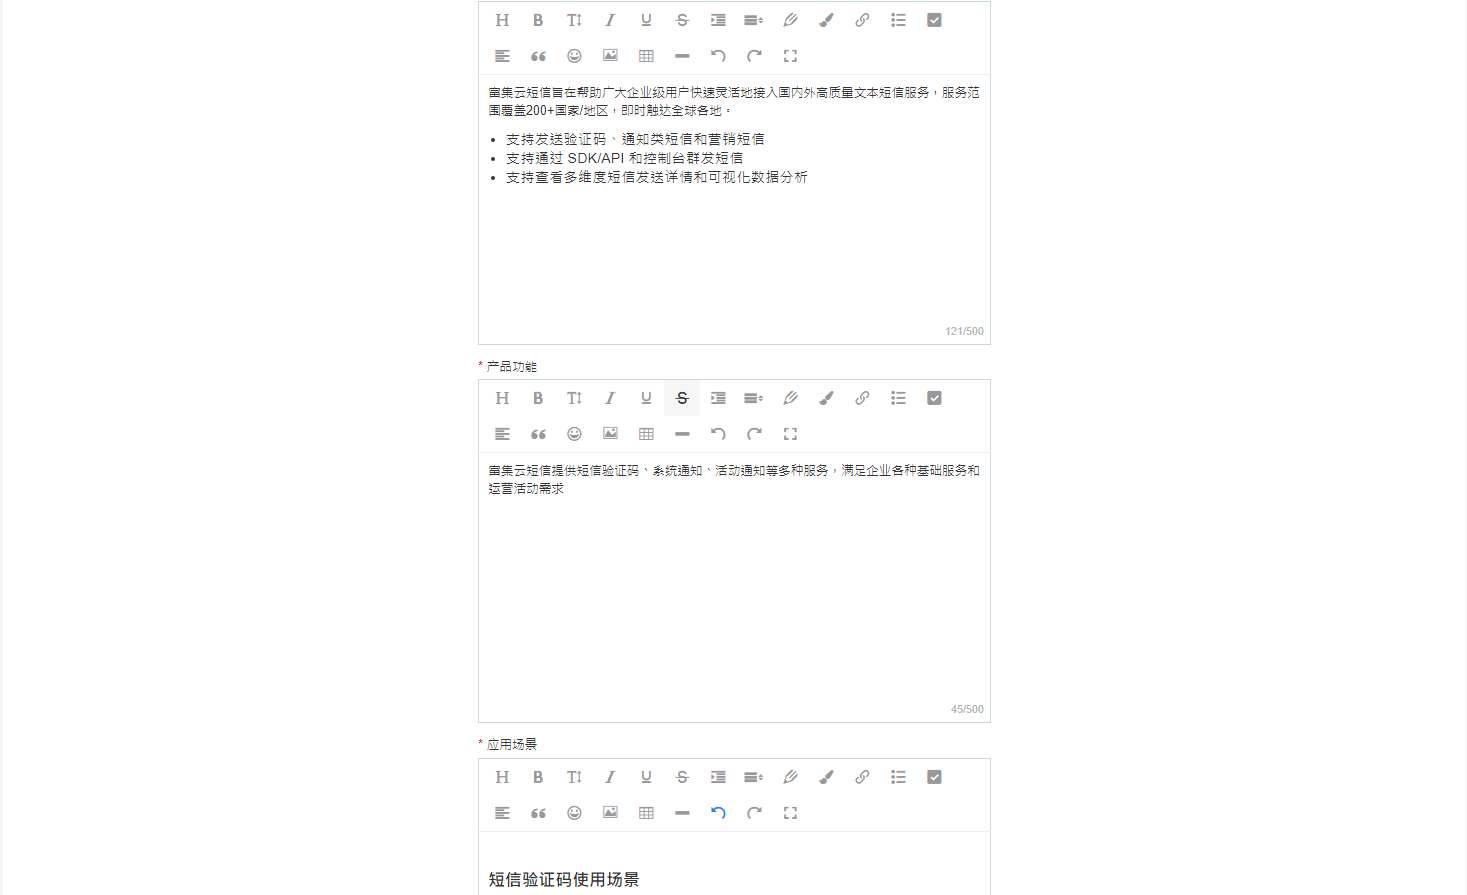 富集云短信旨在帮助广大企业级用户快速灵活地接入国内外高质量文本短信服务，服务范
围覆盖200+国家/地区，即时触达全球各地。
支持发送验证码、通知类短信和营销短信
支持通过 SDK/API 和控制台群发短信
支持查看多维度短信发送详情和可视化数据分析
121/500
* 产品功能
富集云短信提供短信验证码、系统通知、活动通知等多种服务，满足企业各种基础服务和
运营活动需求
45/500
* 应用场景
短信验证码使用场景